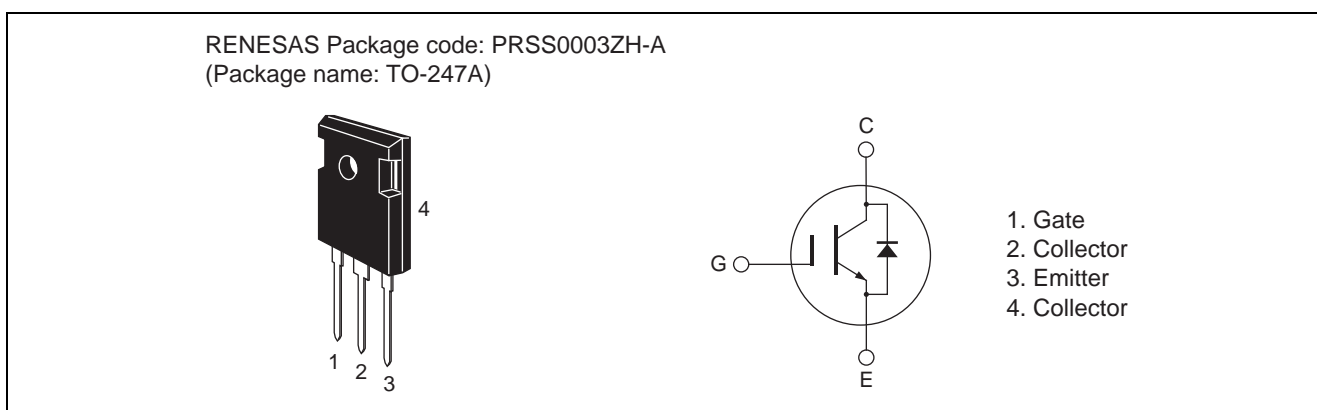 RENESAS Package code: PRSS0003ZH-A
(Package name: TO-247A)
4
1
2
3
C
G
E
1. Gate
2. Collector
3. Emitter
4. Collector